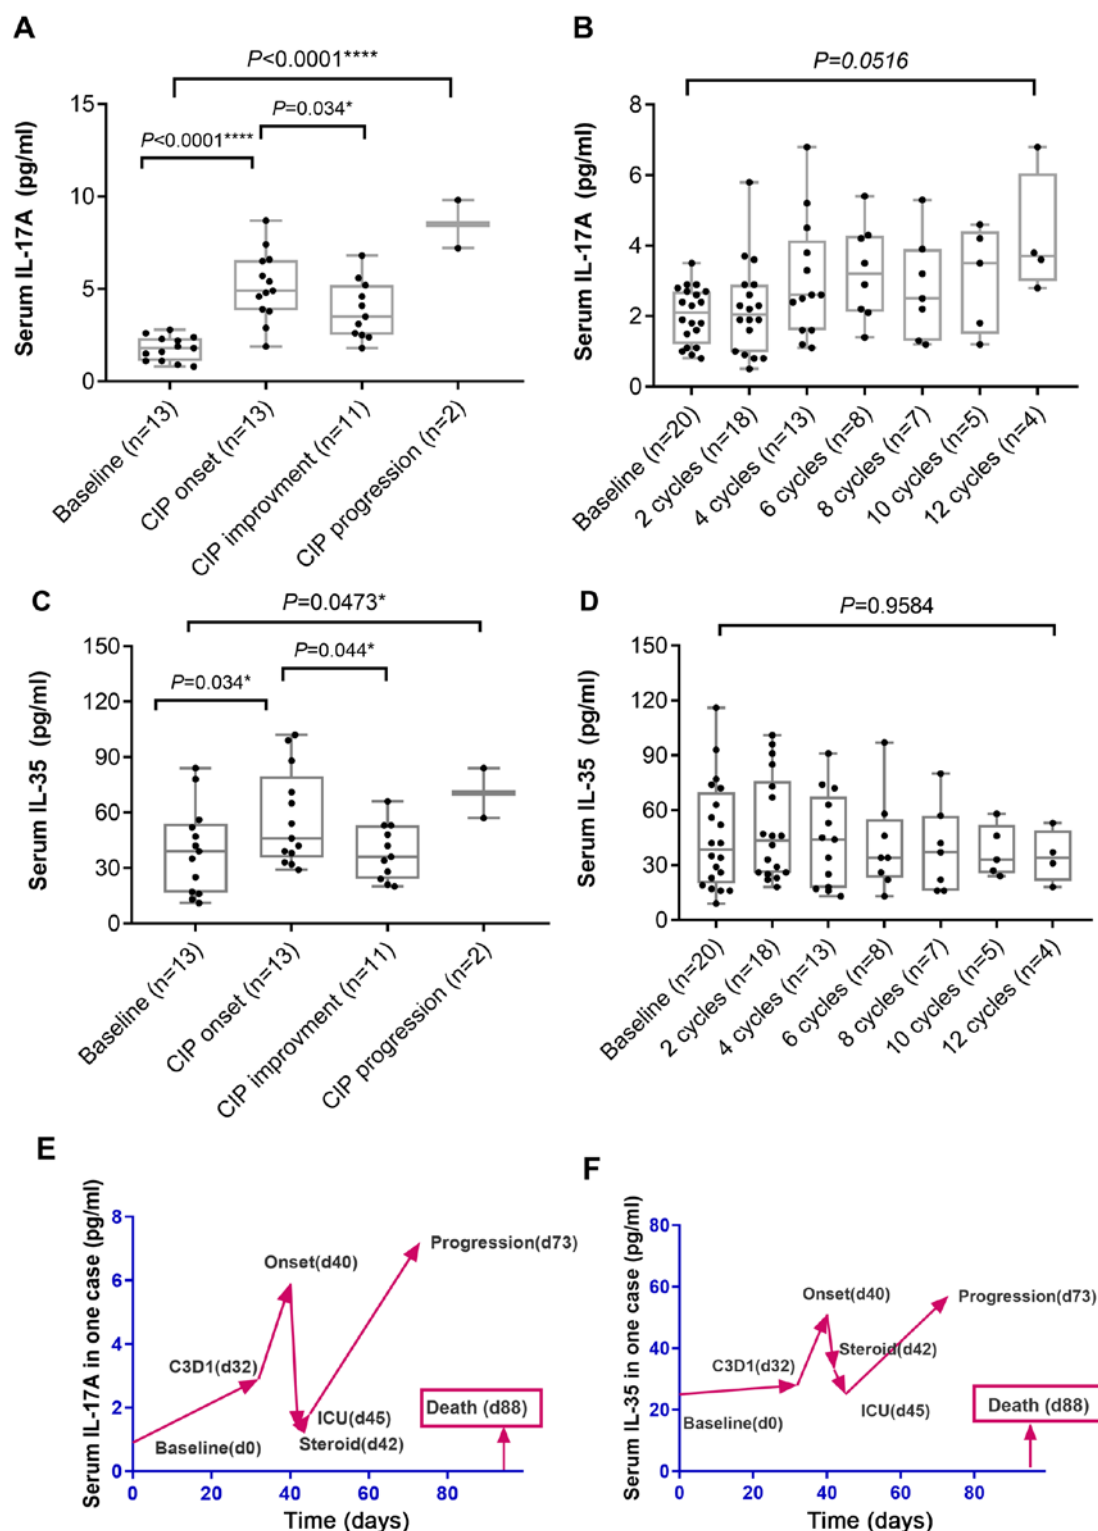 A
P<0.0001****
P=0.034*
P<0.0001****
Serum IL-17A (pg/ml)
15
10
5
0
Baseline (n=13)
CIP onset (n=13)
CIP improvment (n=11)
CIP progression (n=2)
B
P=0.0516
Serum IL-17A (pg/ml)
8
6
4
2
0
Baseline (n=20)
2 cycles (n=18)
4 cycles (n=13)
6 cycles (n=8)
8 cycles (n=7)
10 cycles (n=5)
12 cycles (n=4)
C
P=0.0473*
P=0.044*
P=0.034*
Serum IL-35 (pg/ml)
150
120
90
60
30
0
Baseline (n=13)
CIP onset (n=13)
CIP improvment (n=11)
CIP progression (n=2)
D
P=0.9584
Serum IL-35 (pg/ml)
150
120
90
60
30
0
Baseline (n=20)
2 cycles (n=18)
4 cycles (n=13)
6 cycles (n=8)
8 cycles (n=7)
10 cycles (n=5)
12 cycles (n=4)
E
Serum IL-17A in one case (pg/ml)
8
6
4
2
0
Progression(d73)
Onset(d40)
C3D1(d32)
ICU(d45)
Death (d88)
Baseline(d0)
Steroid(d42)
0
20
40
60
80
Time (days)
F
Serum IL-35 in one case (pg/ml)
80
60
40
20
0
Onset(d40)
Progression(d73)
Steroid(d42)
C3D1(d32)
ICU(d45)
Death (d88)
Baseline(d0)
0
20
40
60
80
Time (days)